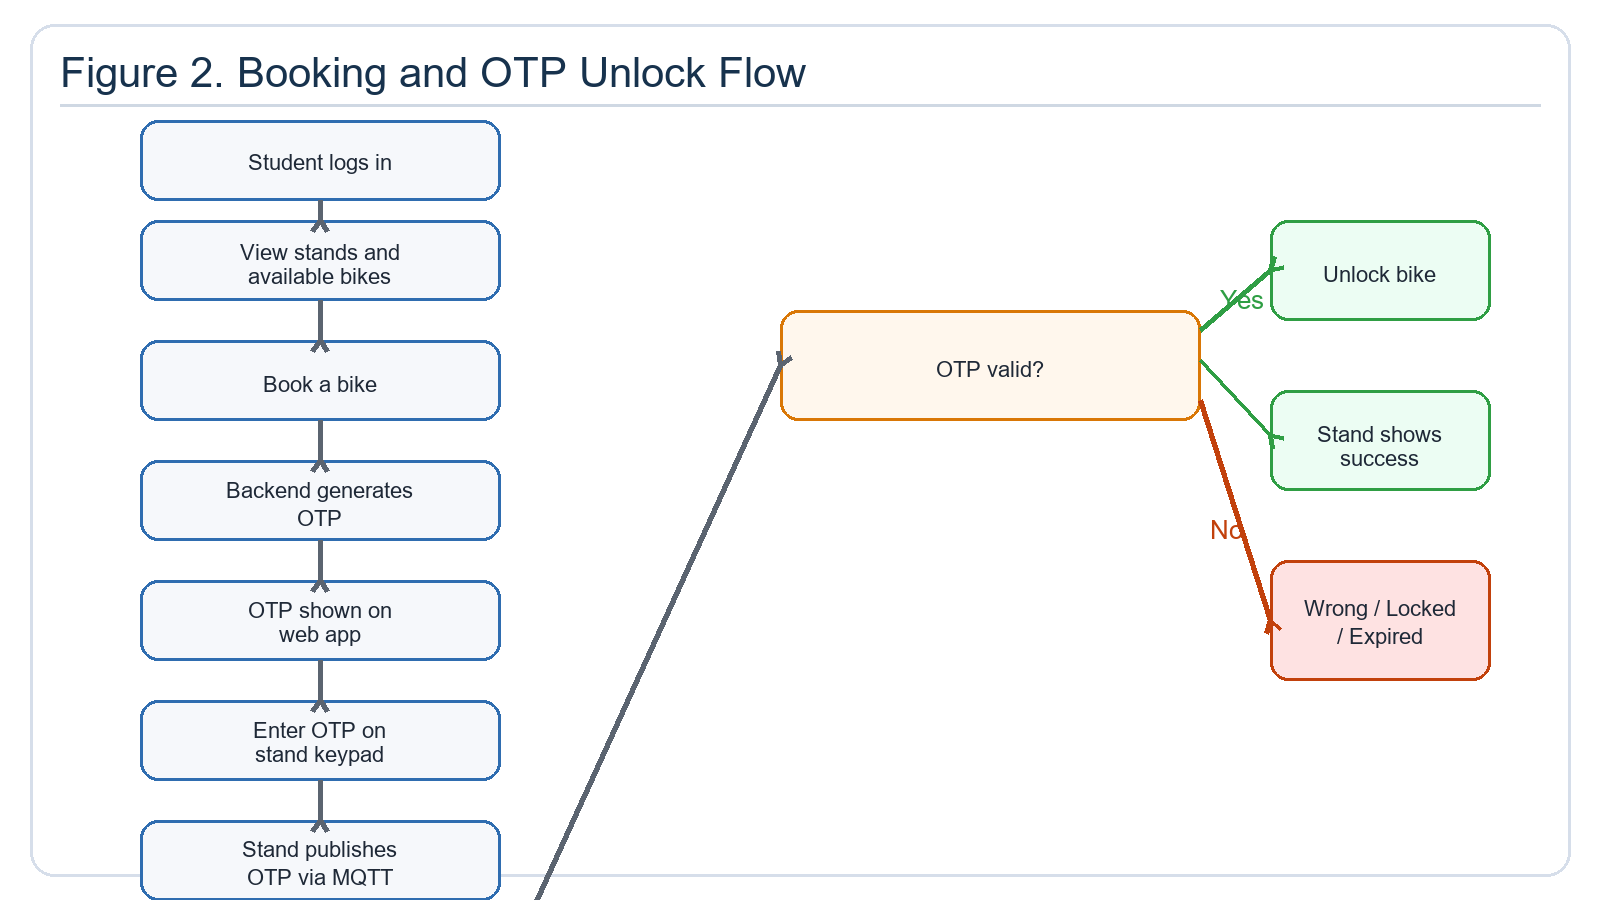 Figure 2. Booking and OTP Unlock Flow
Student logs in
View stands and
available bikes
Book a bike
Backend generates
OTP
OTP shown on
web app
Enter OTP on
stand keypad
Stand publishes
OTP via MQTT
OTP valid?
Yes
Unlock bike
Stand shows
success
No
Wrong / Locked
/ Expired